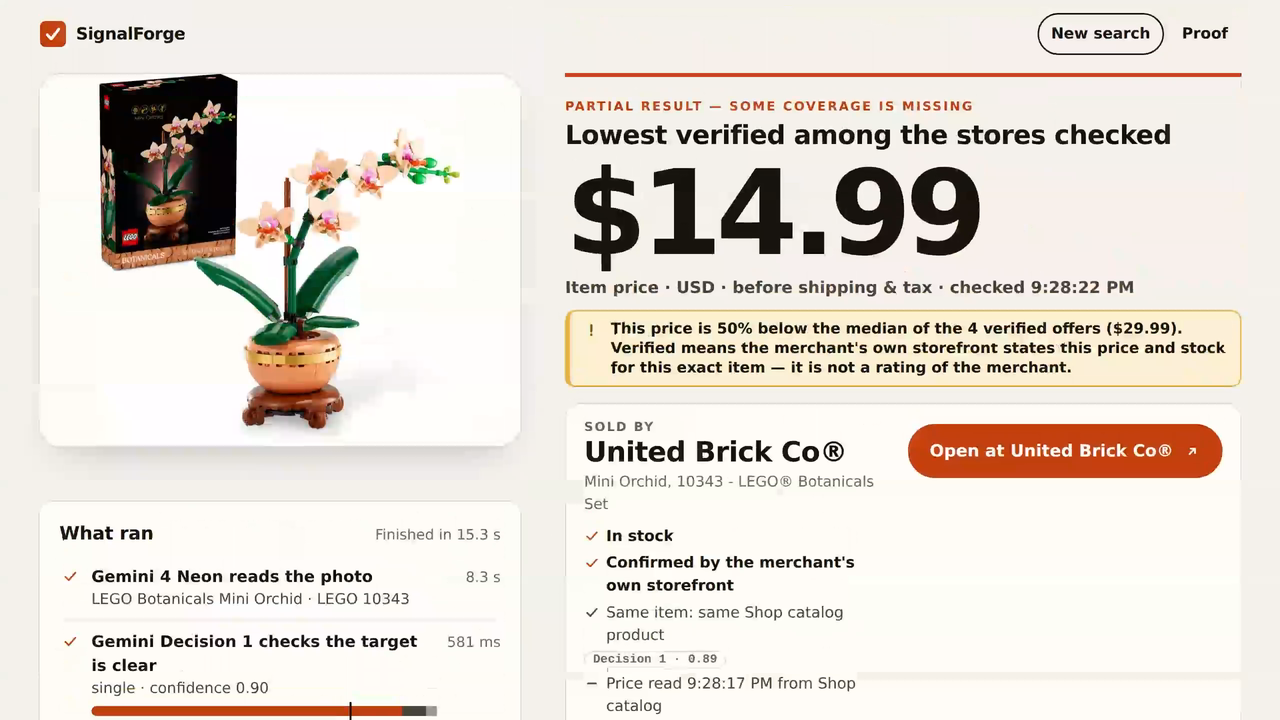 SignalForge
New search
Proof
LEGO
BOTANICALS
What ran
Finished in 15.3 s
Gemini 4 Neon reads the photo
8.3 s
LEGO Botanicals Mini Orchid · LEGO 10343
Gemini Decision 1 checks the target
is clear
581 ms
single · confidence 0.90
PARTIAL RESULT — SOME COVERAGE IS MISSING
Lowest verified among the stores checked
$14.99
Item price · USD · before shipping & tax · checked 9:28:22 PM
! This price is 50% below the median of the 4 verified offers ($29.99).
Verified means the merchant's own storefront states this price and stock
for this exact item — it is not a rating of the merchant.
SOLD BY
United Brick Co®
Open at United Brick Co® ↗
Mini Orchid, 10343 - LEGO® Botanicals
Set
In stock
Confirmed by the merchant's
own storefront
Same item: same Shop catalog
product
Decision 1 · 0.89
– Price read 9:28:17 PM from Shop
catalog